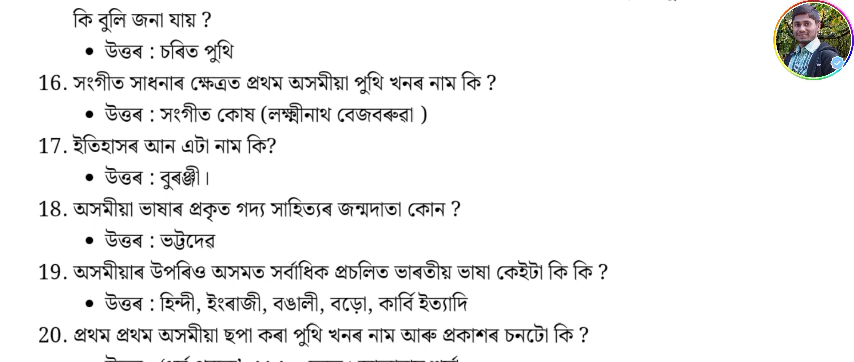 কি বুলি জনা যায় ?
• উত্তৰ : চৰিত পুথি
16. সংগীত সাধনাৰ ক্ষেত্ৰত প্ৰথম অসমীয়া পুথি খনৰ নাম কি ?
• উত্তৰ : সংগীত কোষ (লক্ষ্মীনাথ বেজবৰুৱা )
17. ইতিহাসৰ আন এটা নাম কি?
• উত্তৰ : বুৰঞ্জী।
18. অসমীয়া ভাষাৰ প্ৰকৃত গদ্য সাহিত্যৰ জন্মদাতা কোন ?
• উত্তৰ : ভট্টদেৱ
19. অসমীয়াৰ উপৰিও অসমত সৰ্বাধিক প্ৰচলিত ভাৰতীয় ভাষা কেইটা কি কি ?
• উত্তৰ : হিন্দী, ইংৰাজী, বঙালী, বড়ো, কাৰ্বি ইত্যাদি
20. প্ৰথম প্ৰথম অসমীয়া ছপা কৰা পুথি খনৰ নাম আৰু প্ৰকাশৰ চনটো কি ?